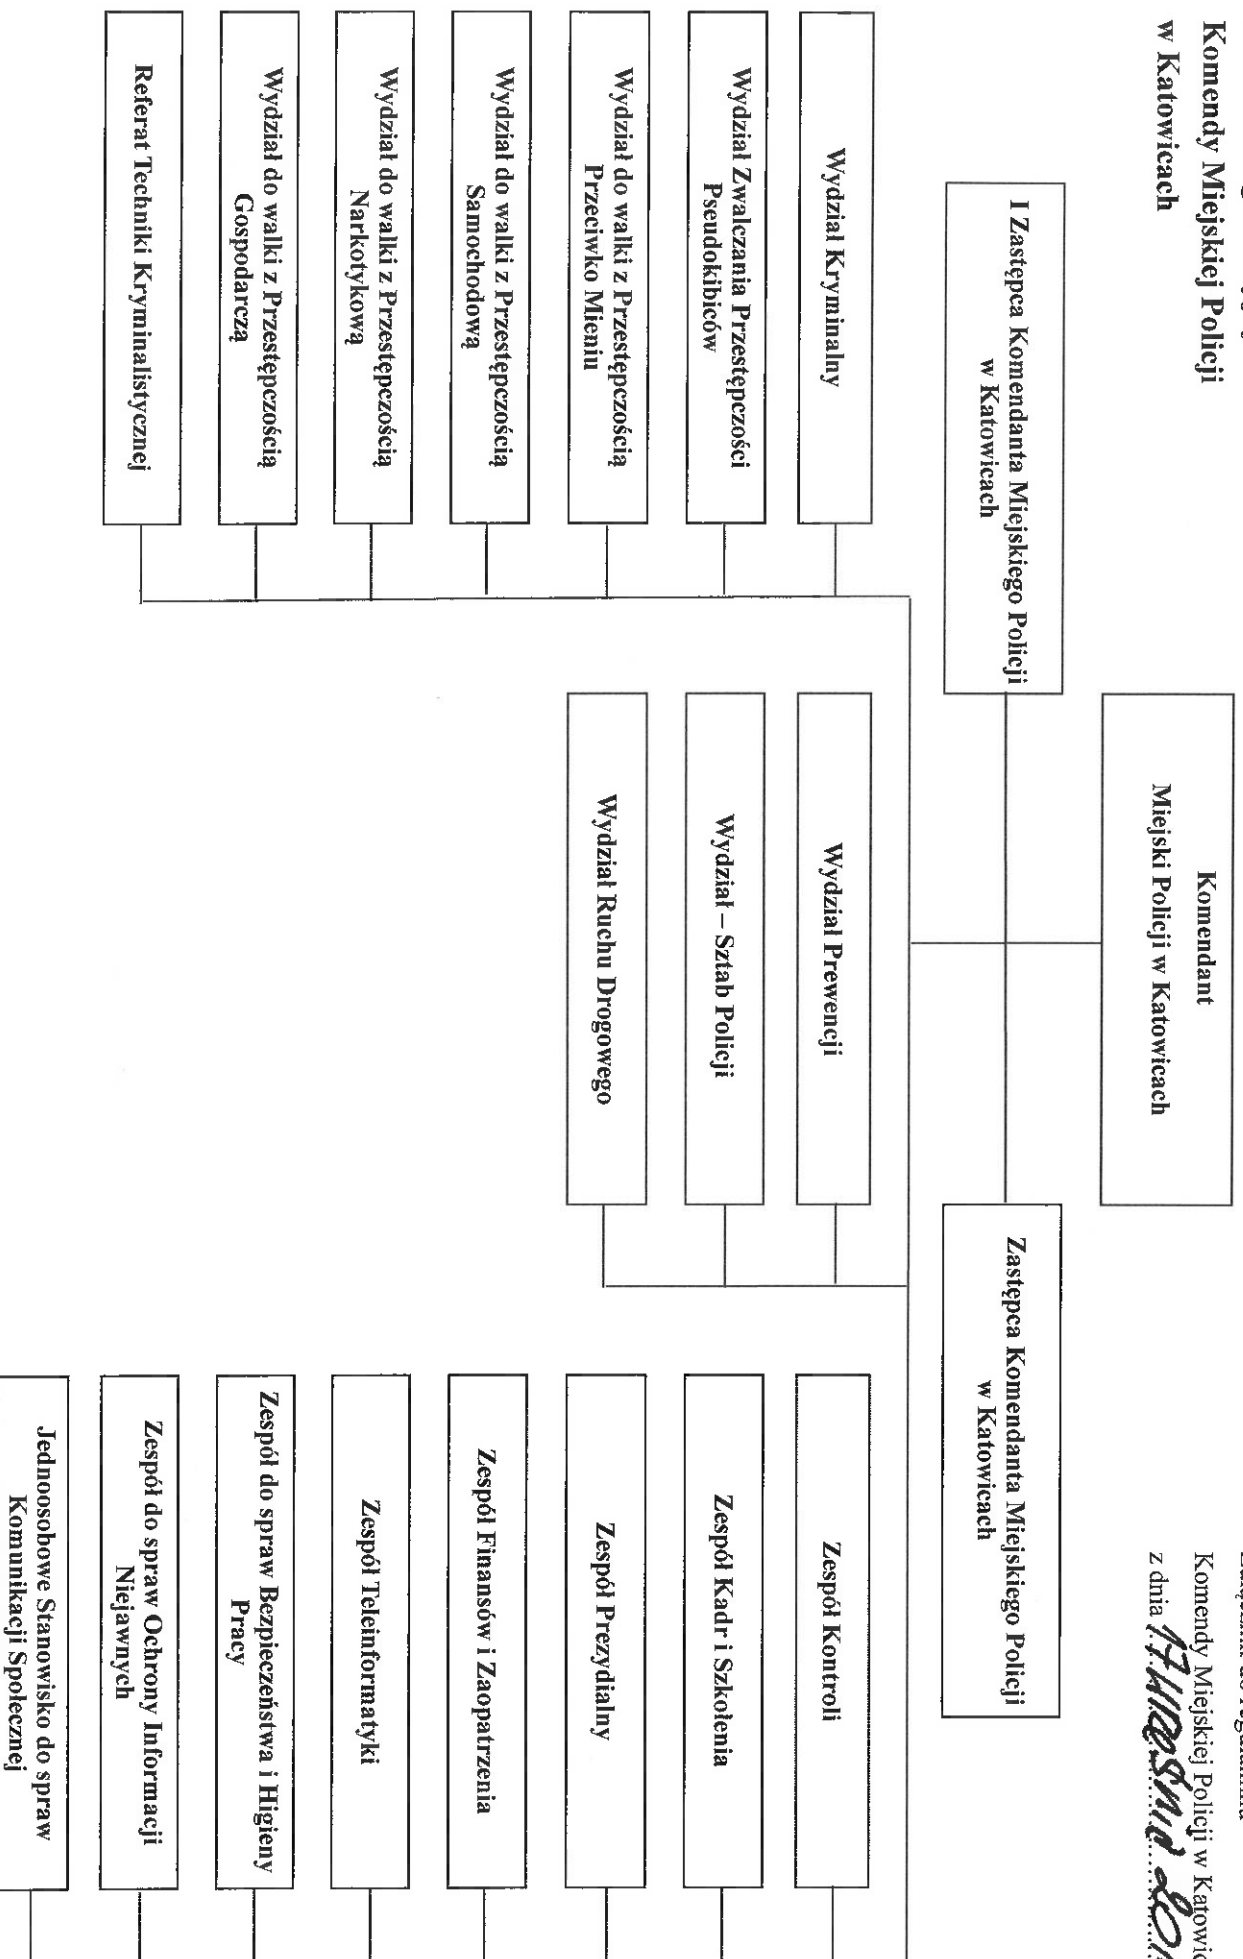 Komendy Miejskiej Policji
w Katowicach
Komendy Miejskiej Policji w
z dnia 17 września
Komendant
Miejski Policji w Katowicach
I Zastępca Komendanta Miejskiego Policji
w Katowicach
Zastępca Komendanta Miejskiego Policji
w Katowicach
Wydział Kryminalny
Wydział Zwalczania Przestępczości
Pseudokibiców
Wydział do walki z Przestępczością
Przeciwko Mieniu
Wydział do walki z Przestępczością
Samochodową
Wydział do walki z Przestępczością
Narkotykową
Wydział do walki z Przestępczością
Gospodarczą
Referat Techniki Kryminalistycznej
Wydział Prewencji
Wydział – Sztab Policji
Wydział Ruchu Drogowego
Zespół Kontroli
Zespół Kadr i Szkolenia
Zespół Prezydialny
Zespół Finansów i Zaopatrzenia
Zespół Teleinformatyki
Zespół do spraw Bezpieczeństwa i Higieny
Pracy
Zespół do spraw Ochrony Informacji
Niejawnych
Jednoosobowe Stanowisko do spraw
Komunikacji Społecznej